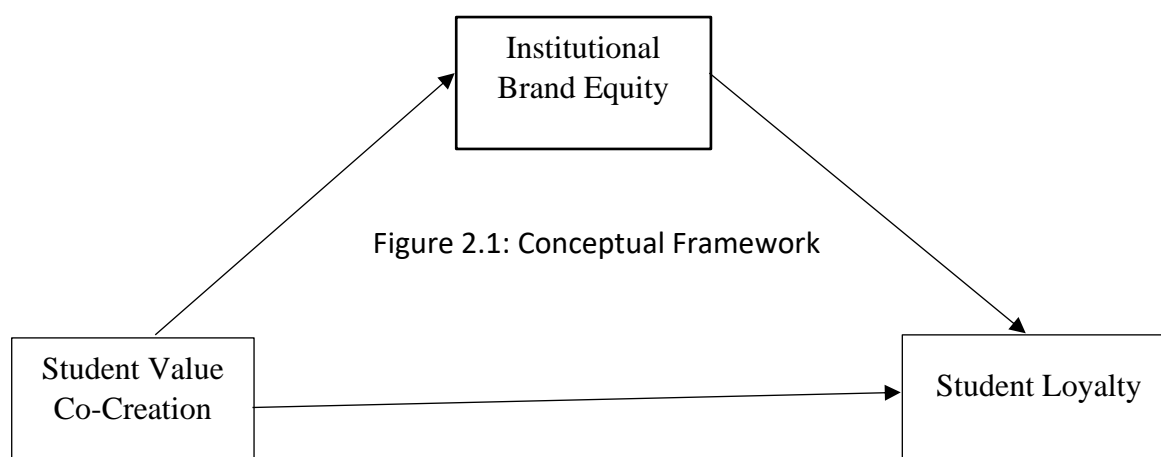 Institutional
Brand Equity
Figure 2.1: Conceptual Framework
Student Value
Co-Creation
Student Loyalty